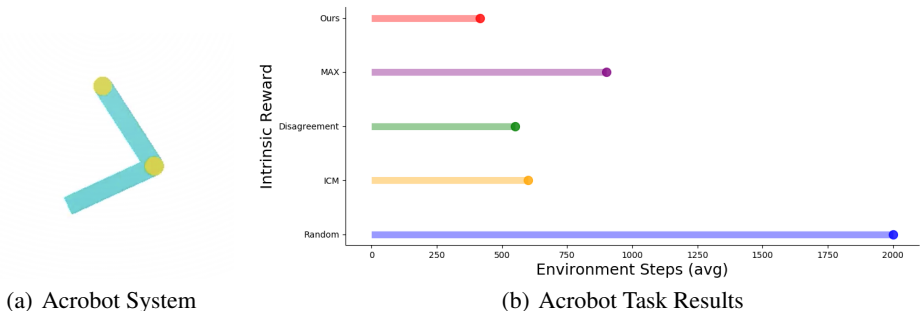 Intrinsic Reward
Ours
MAX
Disagreement
ICM
Random
0 250 500 750 1000 1250 1500 1750 2000
Environment Steps (avg)
(a) Acrobot System
(b) Acrobot Task Results